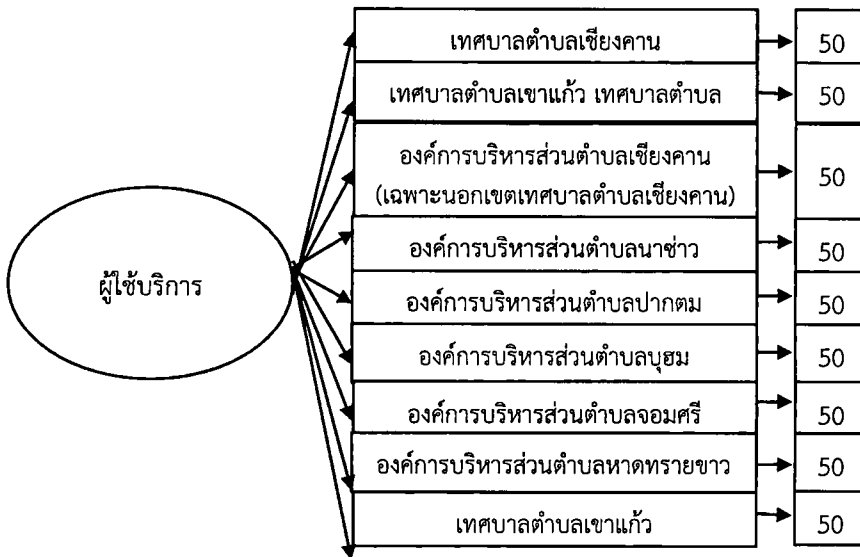 เทศบาลตำบลเชียงคาน 50
เทศบาลตำบลเขาแก้ว เทศบาลตำบล 50
องค์การบริหารส่วนตำบลเชียงคาน
(เฉพาะนอกเขตเทศบาลตำบลเชียงคาน) 50
องค์การบริหารส่วนตำบลนาซ่าว 50
ผู้ใช้บริการ
องค์การบริหารส่วนตำบลปากตม 50
องค์การบริหารส่วนตำบลบุฮม 50
องค์การบริหารส่วนตำบลจอมศรี 50
องค์การบริหารส่วนตำบลหาดทรายขาว 50
เทศบาลตำบลเขาแก้ว 50